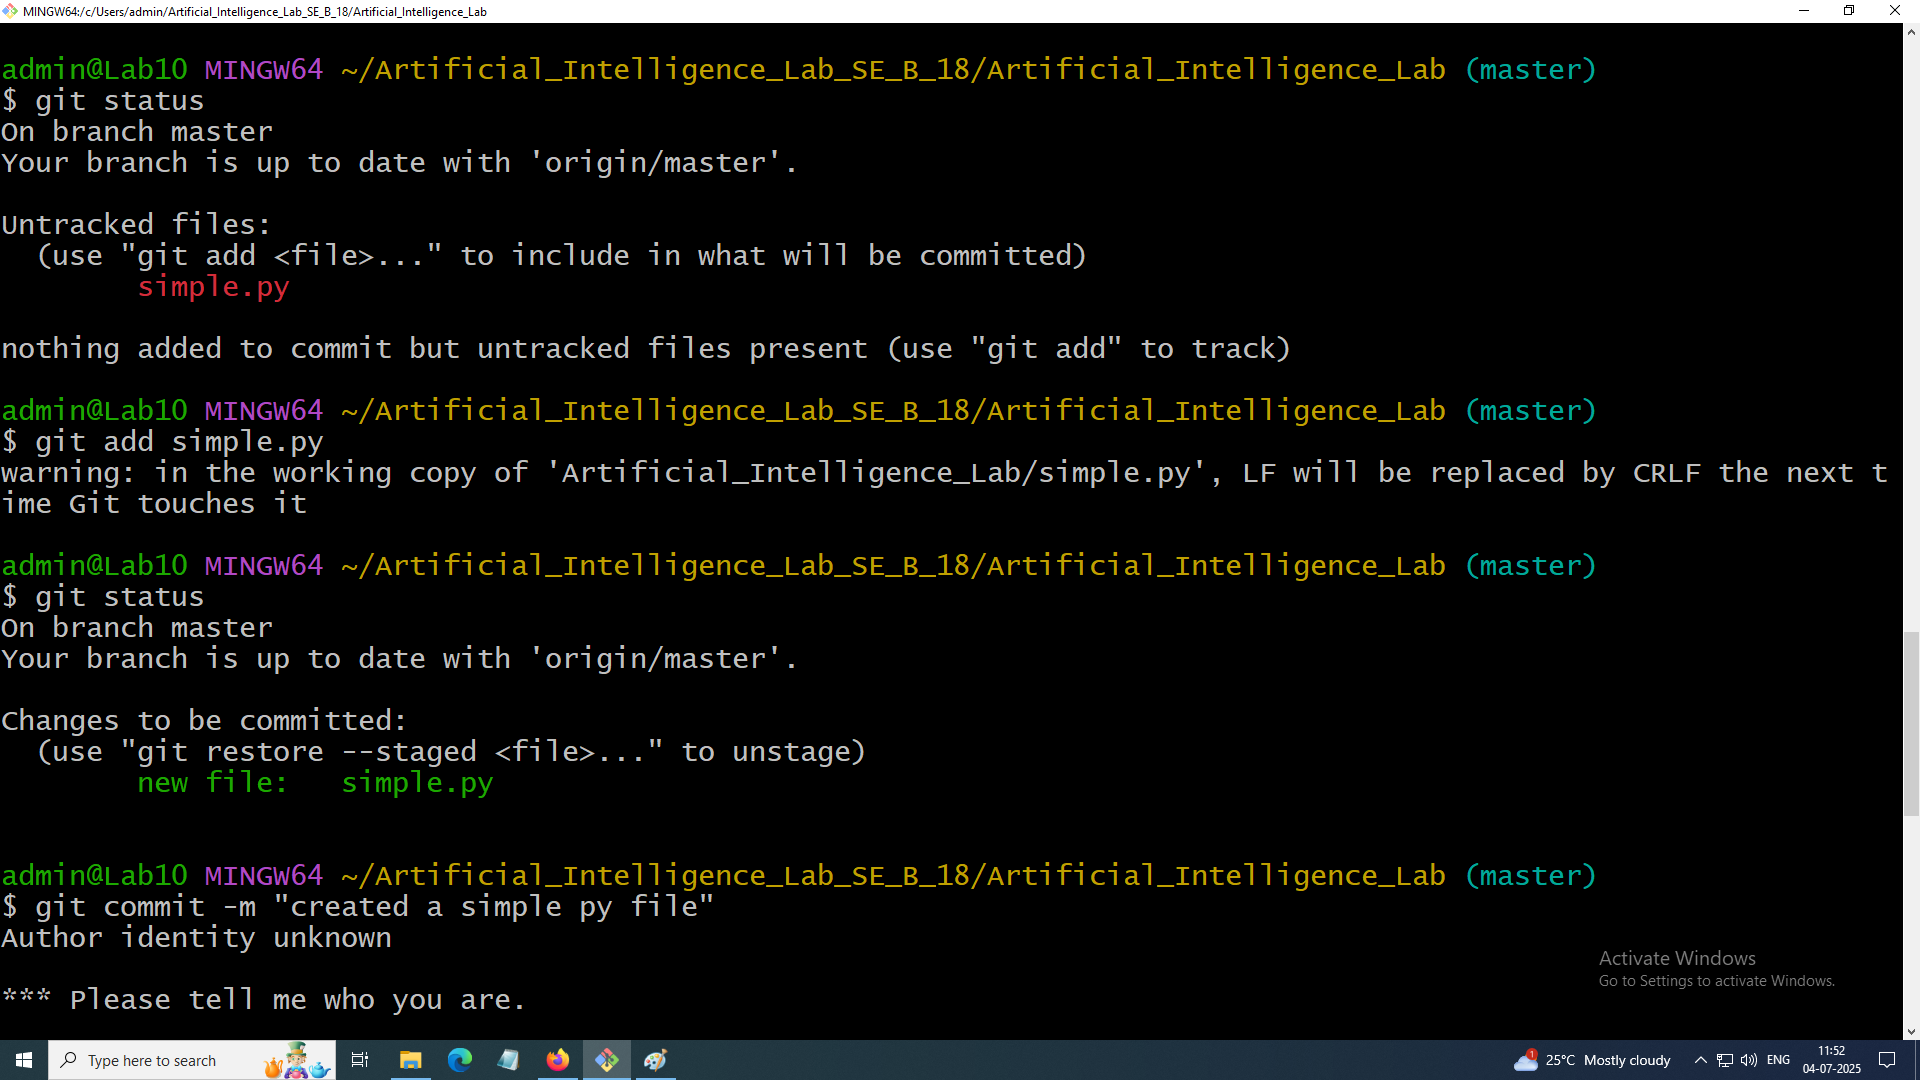 MINGW64:/c/Users/admin/Artificial_Intelligence_Lab_SE_B_18/Artificial_Intelligence_Lab
admin@Lab10 MINGW64 ~/Artificial_Intelligence_Lab_SE_B_18/Artificial_Intelligence_Lab (master)
$ git status
On branch master
Your branch is up to date with 'origin/master'.
Untracked files:
  (use "git add <file>..." to include in what will be committed)
        simple.py
nothing added to commit but untracked files present (use "git add" to track)
admin@Lab10 MINGW64 ~/Artificial_Intelligence_Lab_SE_B_18/Artificial_Intelligence_Lab (master)
$ git add simple.py
warning: in the working copy of 'Artificial_Intelligence_Lab/simple.py', LF will be replaced by CRLF the next t
ime Git touches it
admin@Lab10 MINGW64 ~/Artificial_Intelligence_Lab_SE_B_18/Artificial_Intelligence_Lab (master)
$ git status
On branch master
Your branch is up to date with 'origin/master'.
Changes to be committed:
  (use "git restore --staged <file>..." to unstage)
        new file:   simple.py
admin@Lab10 MINGW64 ~/Artificial_Intelligence_Lab_SE_B_18/Artificial_Intelligence_Lab (master)
$ git commit -m "created a simple py file"
Author identity unknown
*** Please tell me who you are.
Activate Windows
Go to Settings to activate Windows.
Type here to search
1
25°C Mostly cloudy
ENG
11:52
04-07-2025